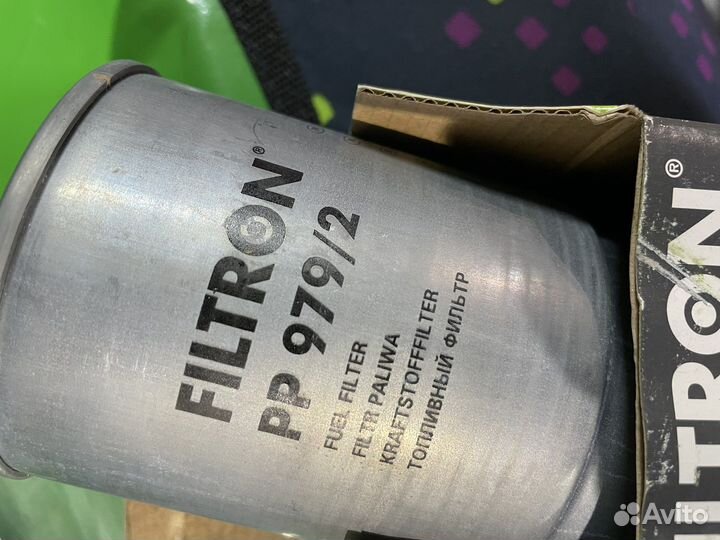 FILTRON®
PP 979/2
FUEL FILTER
FILTR PALIWA
KRAFTSTOFFFILTER
ТОПЛИВНЫЙ ФИЛЬТР
FILTRON®
Avito